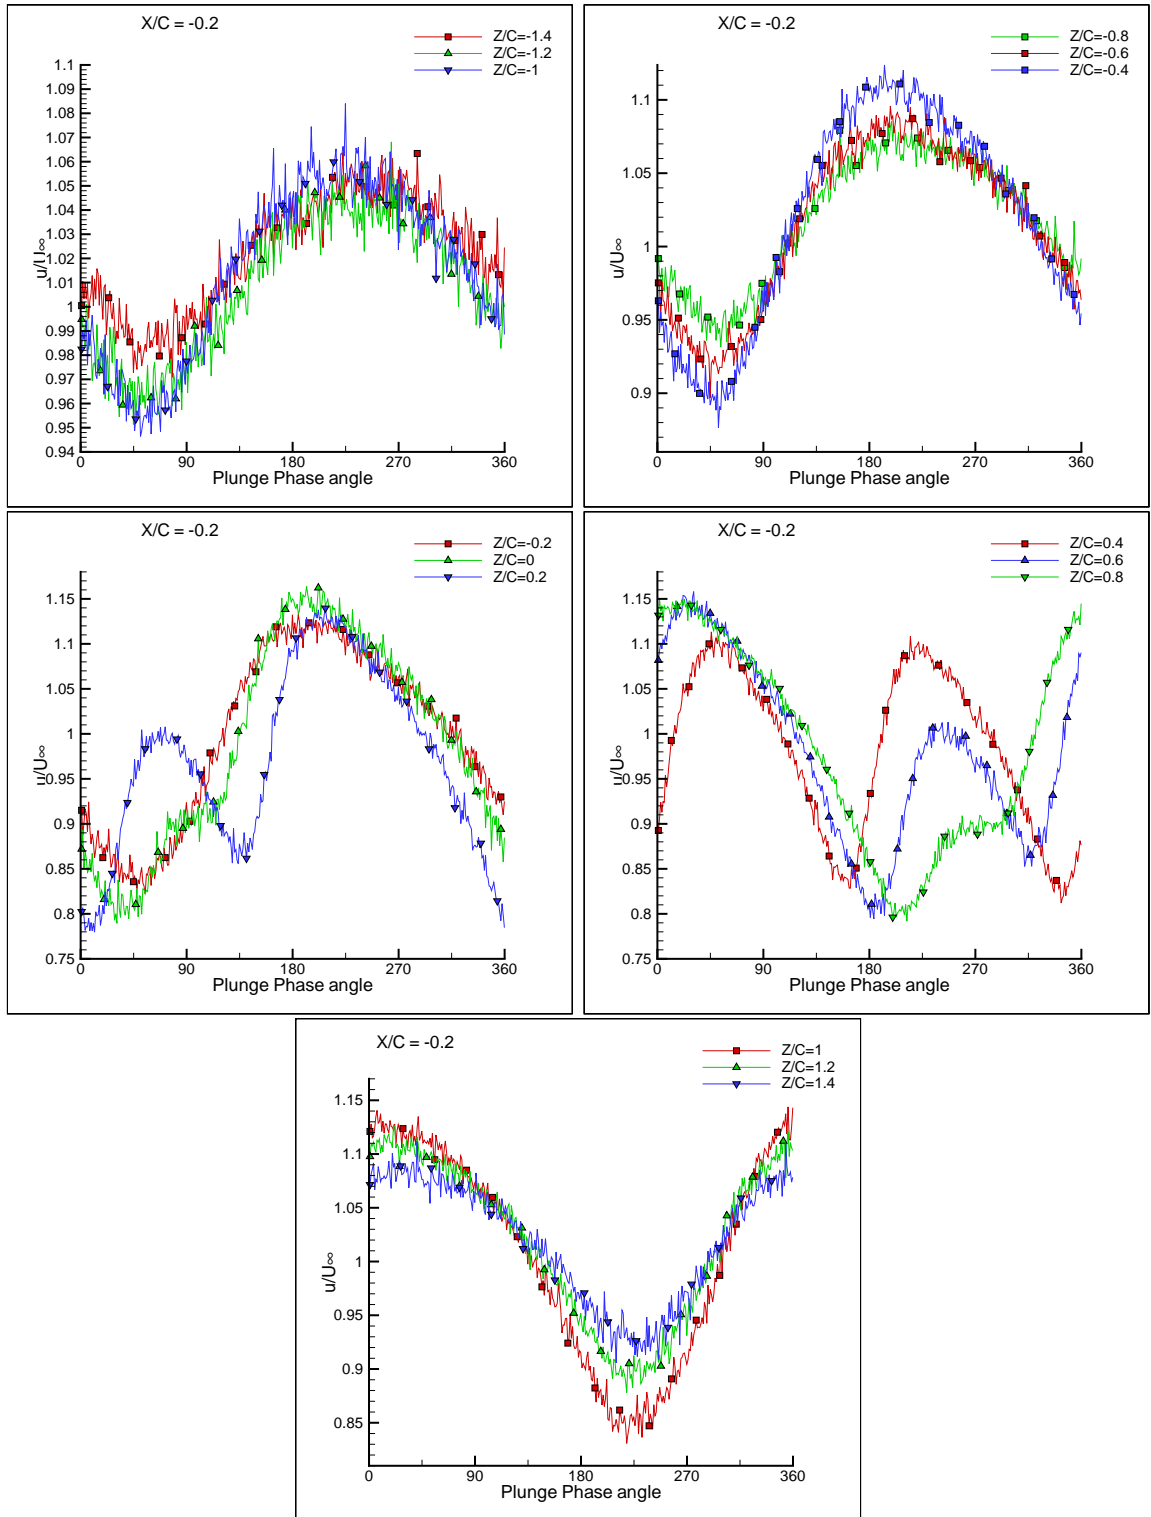 X/C = -0.2
Z/C=-1.4
Z/C=-1.2
Z/C=-1
1.1
1.09
1.08
1.07
1.06
1.05
1.04
1.03
1.02
1.01
1
0.99
0.98
0.97
0.96
0.95
0.94
u/U∞
0 90 180 270 360
Plunge Phase angle
X/C = -0.2
Z/C=-0.8
Z/C=-0.6
Z/C=-0.4
1.1
1.05
1
0.95
0.9
u/U∞
0 90 180 270 360
Plunge Phase angle
X/C = -0.2
Z/C=-0.2
Z/C=0
Z/C=0.2
1.15
1.1
1.05
1
0.95
0.9
0.85
0.8
0.75
u/U∞
0 90 180 270 360
Plunge Phase angle
X/C = -0.2
Z/C=0.4
Z/C=0.6
Z/C=0.8
1.15
1.1
1.05
1
0.95
0.9
0.85
0.8
0.75
u/U∞
0 90 180 270 360
Plunge Phase angle
X/C = -0.2
Z/C=1
Z/C=1.2
Z/C=1.4
1.15
1.1
1.05
1
0.95
0.9
0.85
u/U∞
0 90 180 270 360
Plunge Phase angle